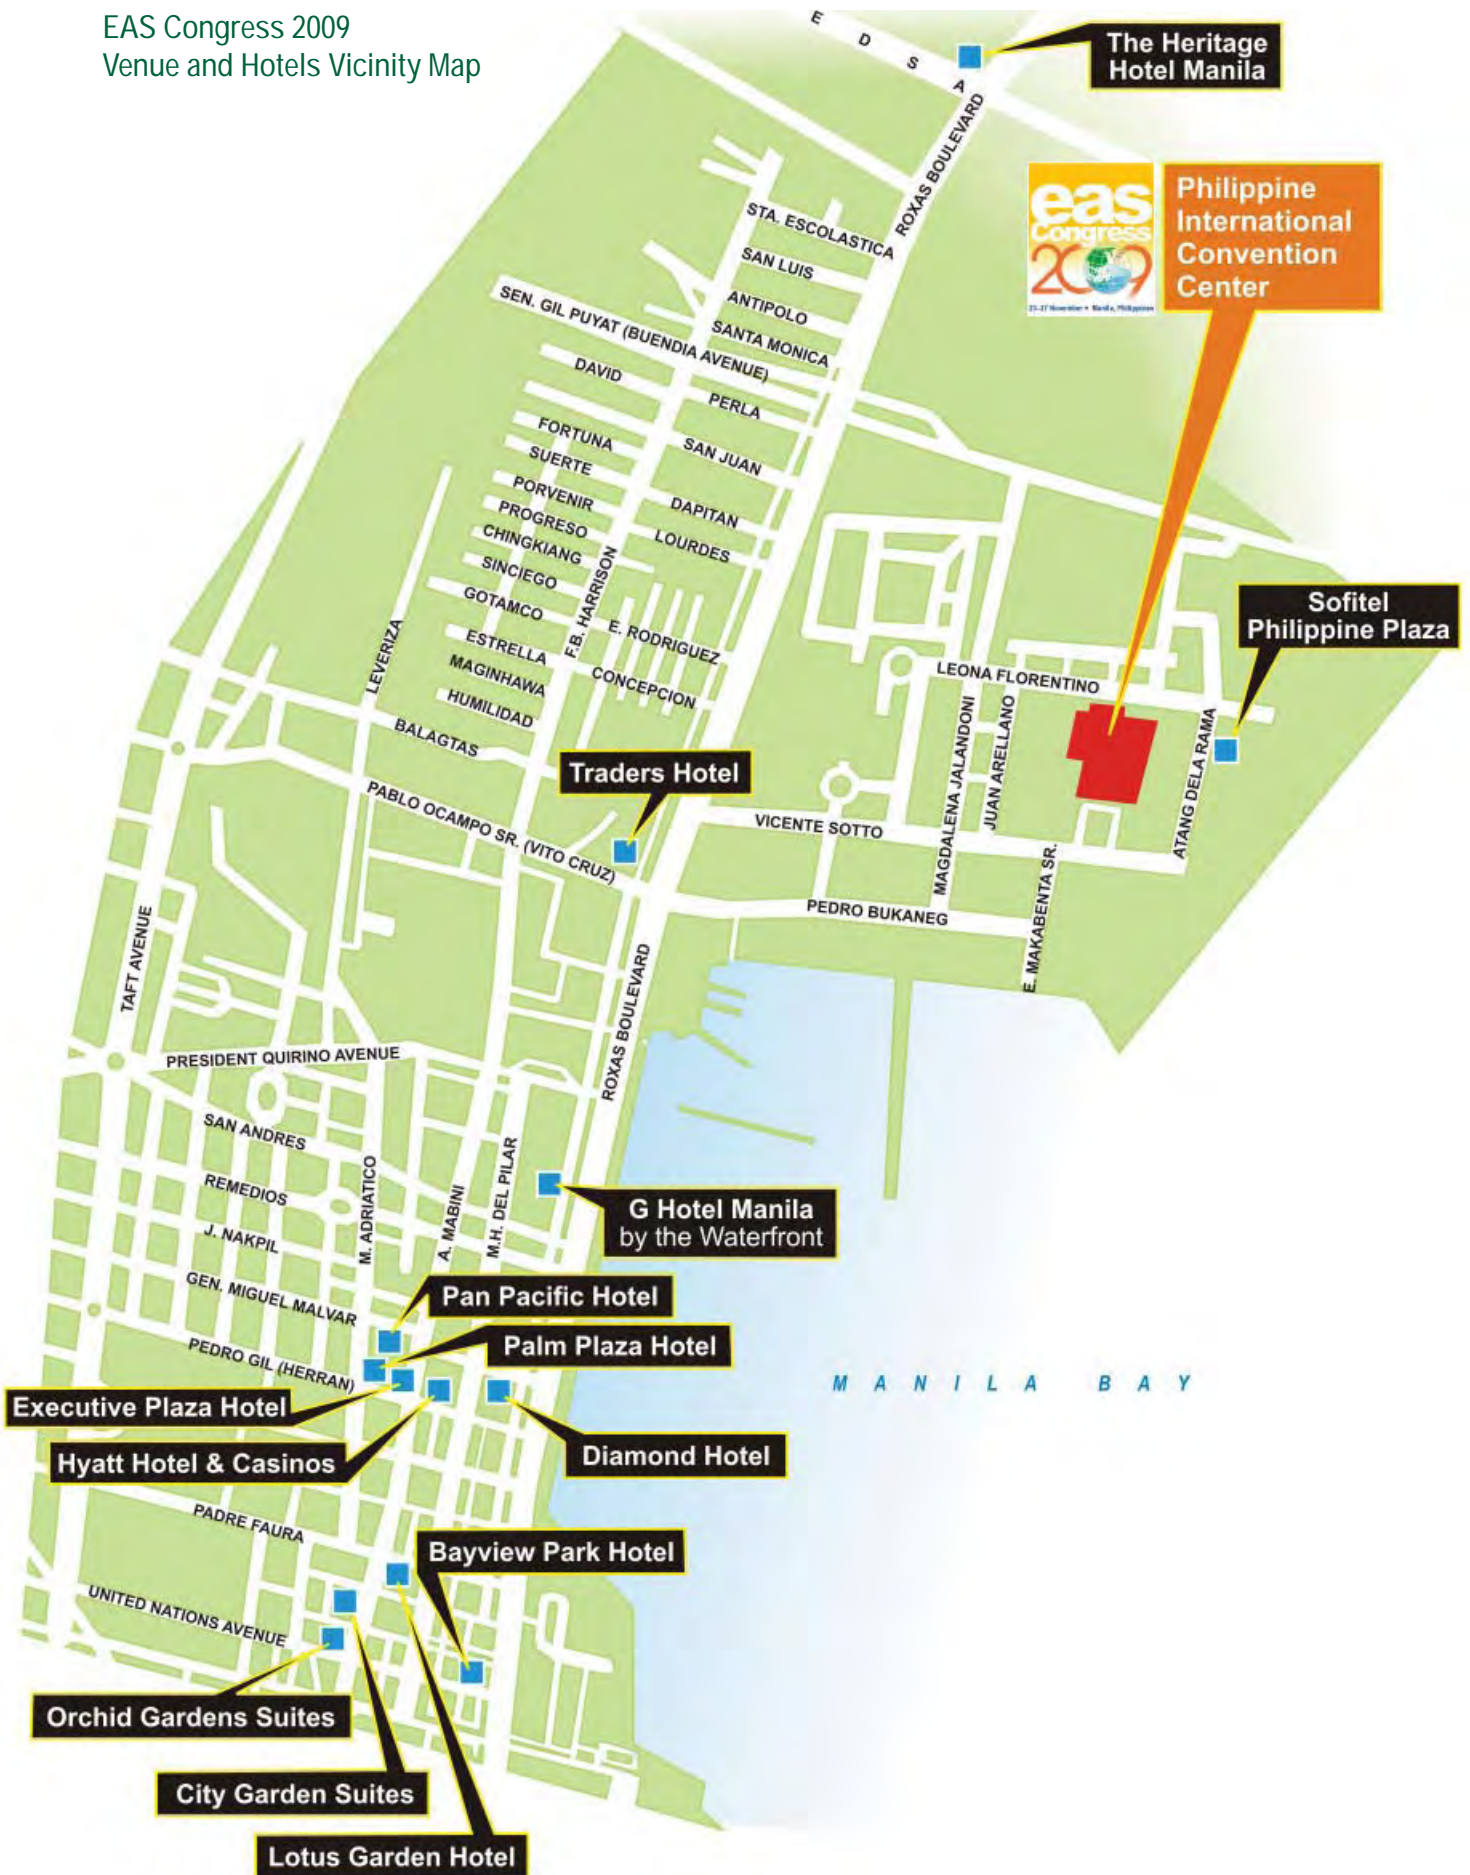 EAS Congress 2009
Venue and Hotels Vicinity Map
EDSA
The Heritage
Hotel Manila
ROXAS BOULEVARD
eas
Congress
2009
23-27 November • Manila, Philippines
Philippine
International
Convention
Center
STA. ESCOLASTICA
SAN LUIS
ANTIPOLO
SANTA MONICA
SEN. GIL PUYAT (BUENDIA AVENUE)
DAVID
PERLA
FORTUNA
SAN JUAN
SUERTE
PORVENIR
DAPITAN
PROGRESO
LOURDES
CHINGKIANG
SINCIEGO
F.B. HARRISON
GOTAMCO
E. RODRIGUEZ
ESTRELLA
LEVERIZA
MAGINHAWA
CONCEPCION
HUMILIDAD
BALAGTAS
Sofitel
Philippine Plaza
LEONA FLORENTINO
MAGDALENA JALANDONI
JUAN ARELLANO
ATANG DELA RAMA
Traders Hotel
PABLO OCAMPO SR. (VITO CRUZ)
VICENTE SOTTO
PEDRO BUKANEG
E. MAKABENTA SR.
TAFT AVENUE
ROXAS BOULEVARD
PRESIDENT QUIRINO AVENUE
SAN ANDRES
REMEDIOS
M. ADRIATICO
A. MABINI
M.H. DEL PILAR
J. NAKPIL
G Hotel Manila
by the Waterfront
GEN. MIGUEL MALVAR
Pan Pacific Hotel
PEDRO GIL (HERRAN)
Palm Plaza Hotel
MANILA BAY
Executive Plaza Hotel
Hyatt Hotel & Casinos
Diamond Hotel
PADRE FAURA
Bayview Park Hotel
UNITED NATIONS AVENUE
Orchid Gardens Suites
City Garden Suites
Lotus Garden Hotel